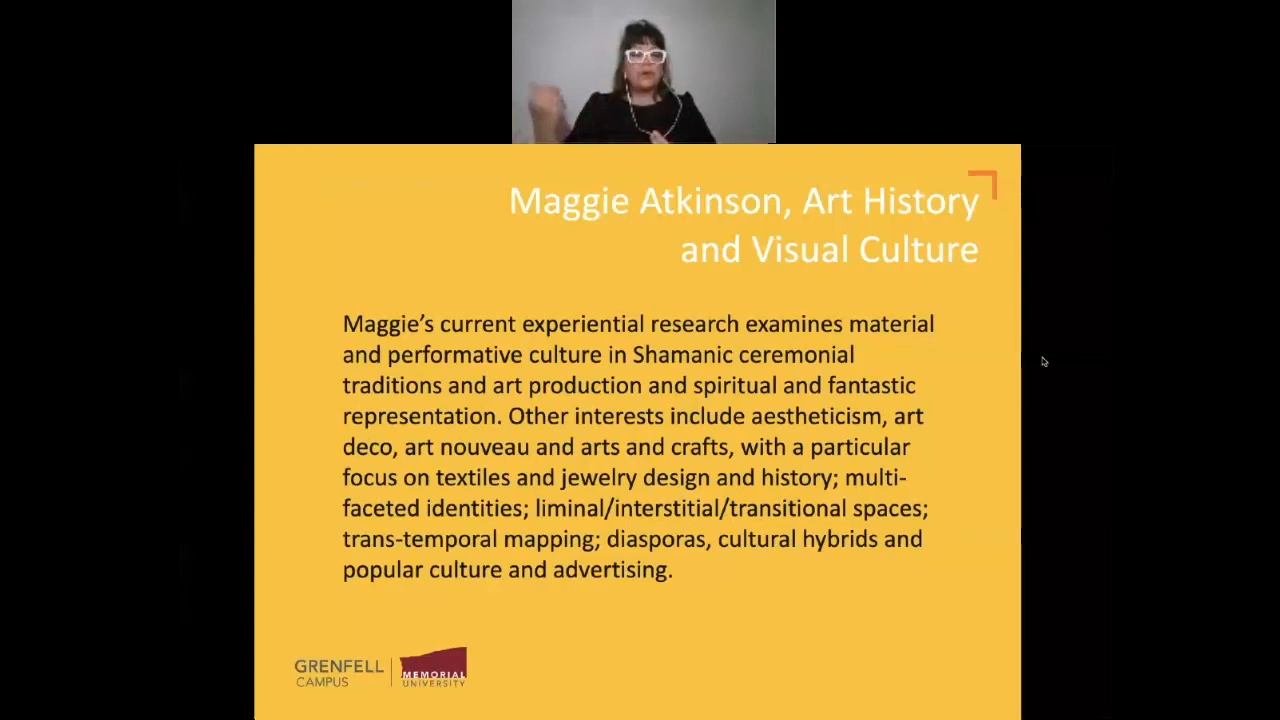 Maggie Atkinson, Art History
and Visual Culture
Maggie’s current experiential research examines material
and performative culture in Shamanic ceremonial
traditions and art production and spiritual and fantastic
representation. Other interests include aestheticism, art
deco, art nouveau and arts and crafts, with a particular
focus on textiles and jewelry design and history; multi-
faceted identities; liminal/interstitial/transitional spaces;
trans-temporal mapping; diasporas, cultural hybrids and
popular culture and advertising.
GRENFELL
CAMPUS
MEMORIAL
UNIVERSITY